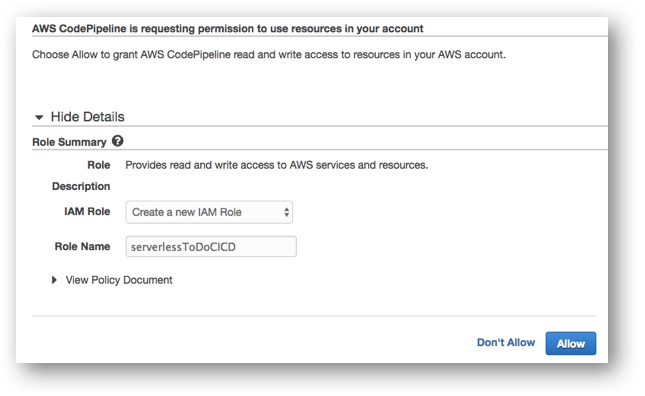 AWS CodePipeline is requesting permission to use resources in your account
Choose Allow to grant AWS CodePipeline read and write access to resources in your AWS account.
Hide Details
Role Summary ?
Role Description Provides read and write access to AWS services and resources.
IAM Role Create a new IAM Role
Role Name serverlessToDoCICD
View Policy Document
Don't Allow Allow